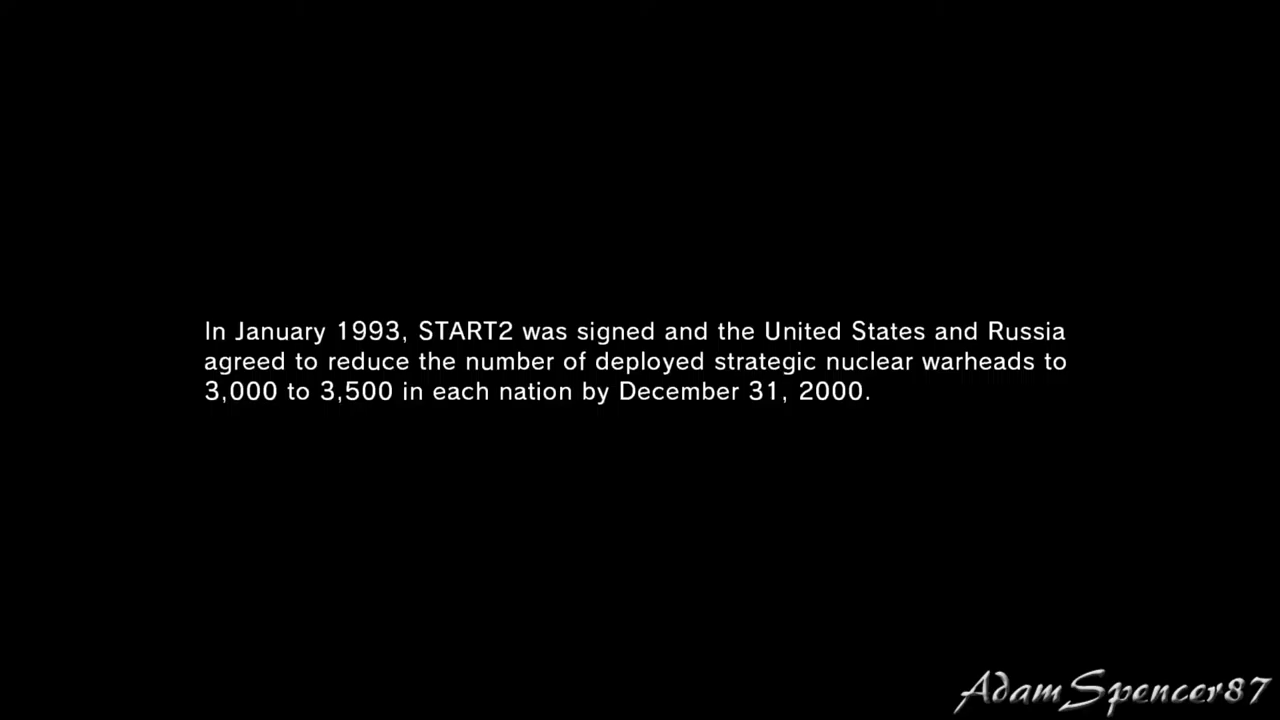 In January 1993, START2 was signed and the United States and Russia
agreed to reduce the number of deployed strategic nuclear warheads to
3,000 to 3,500 in each nation by December 31, 2000.
AdamSpencer87